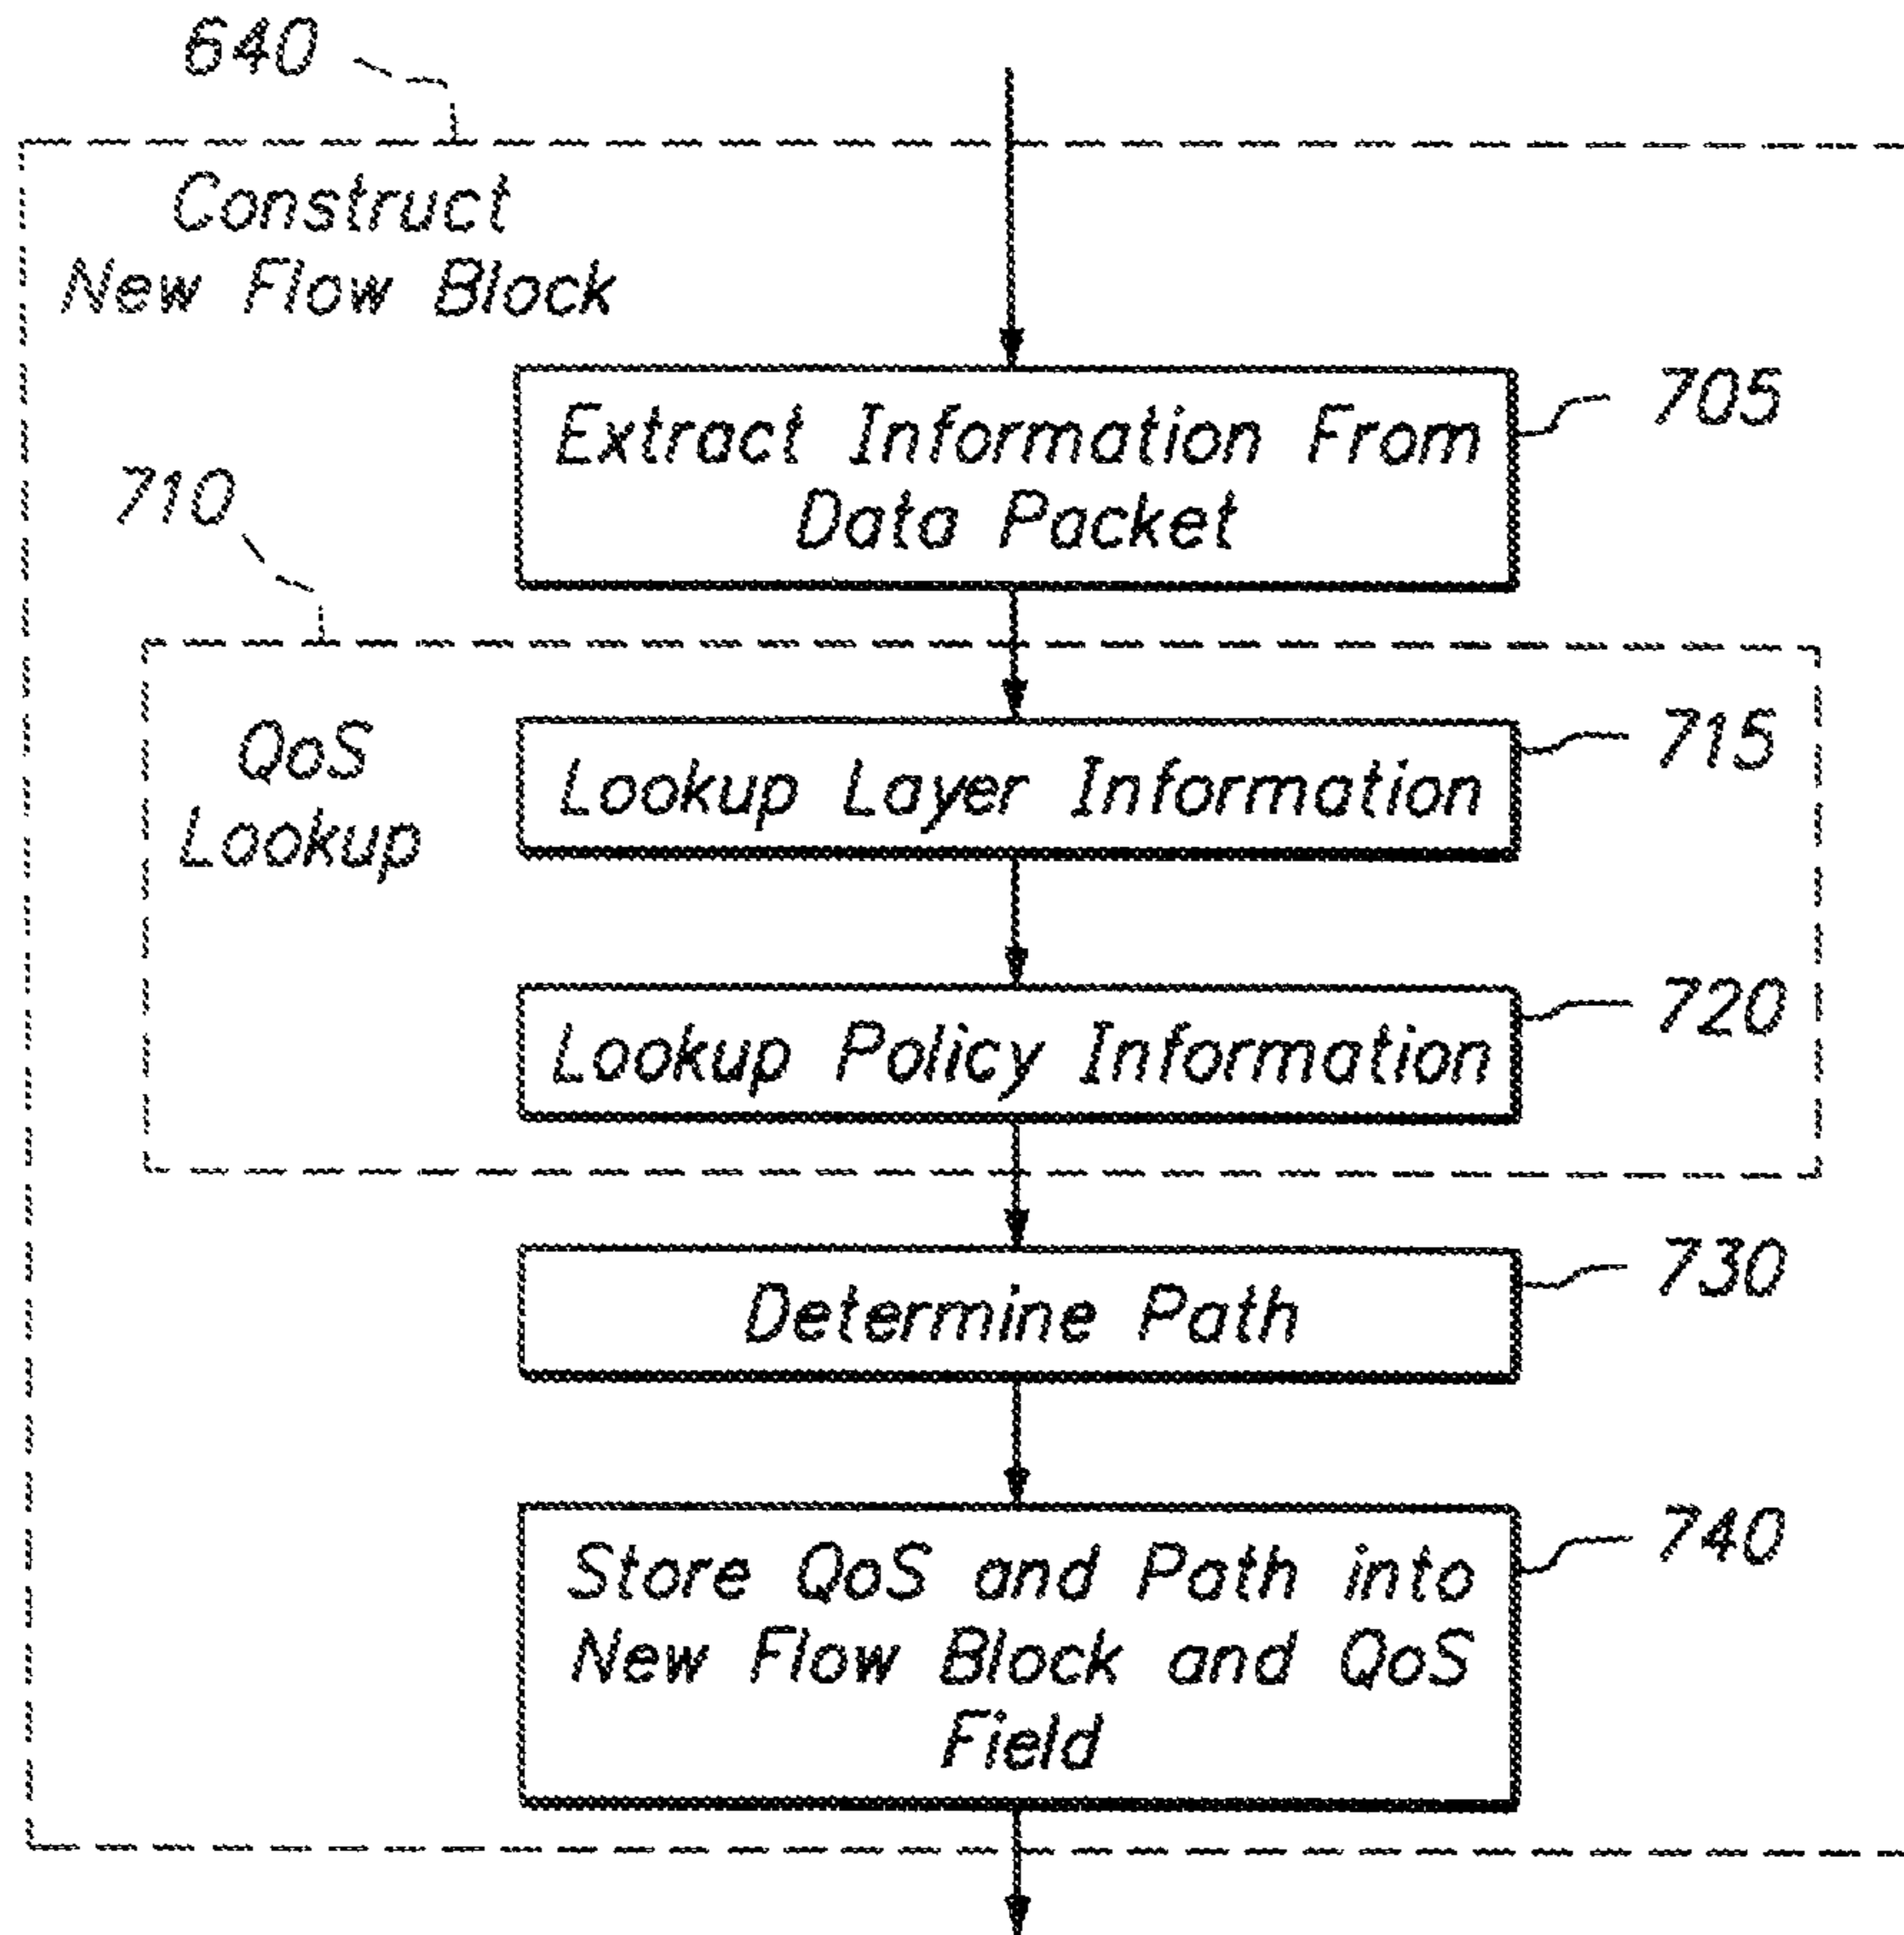 640
Construct
New Flow Block
Extract Information From
Data Packet
705
710
QoS
Lookup
Lookup Layer Information
715
Lookup Policy Information
720
Determine Path
730
Store QoS and Path into
New Flow Block and QoS
Field
740